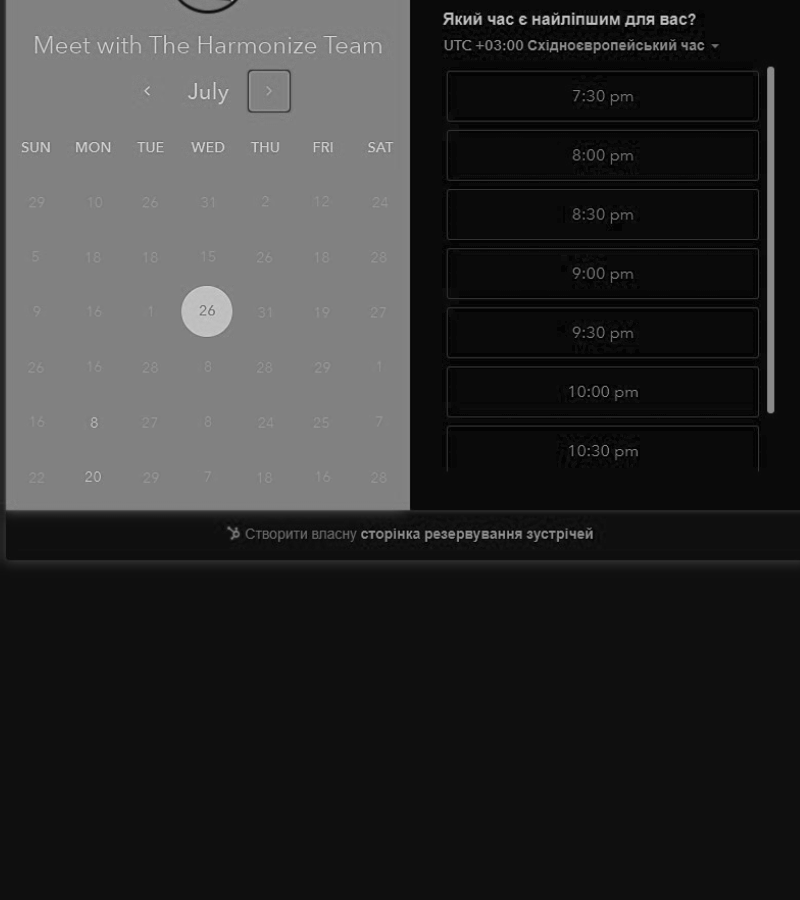 Meet with The Harmonize Team
July
SUN MON TUE WED THU FRI SAT
29 10 26 31 2 12 24
5 18 18 15 26 18 28
9 16 1 26 31 19 27
26 16 28 8 28 29 1
16 8 27 8 24 25 7
22 20 29 7 18 16 28
Який час є найліпшим для вас?
UTC +03:00 Східноєвропейський час
7:30 pm
8:00 pm
8:30 pm
9:00 pm
9:30 pm
10:00 pm
10:30 pm
Створити власну сторінка резервування зустрічей